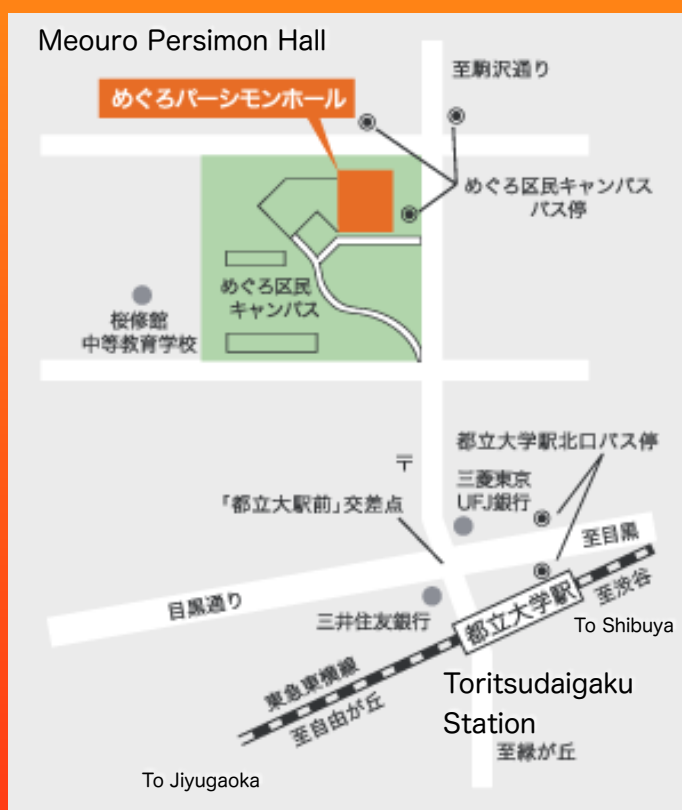 Meouro Persimon Hall
至駒沢通り
めぐろパーシモンホール
めぐろ区民キャンパス
バス停
めぐろ区民
キャンパス
桜修館
中等教育学校
都立大学駅北口バス停
〒
三菱東京
UFJ銀行
「都立大駅前」交差点
至目黒
目黒通り
三井住友銀行
都立大学駅
至渋谷
To Shibuya
東急東横線
至自由が丘
Toritsudaigaku
Station
至緑が丘
To Jiyugaoka